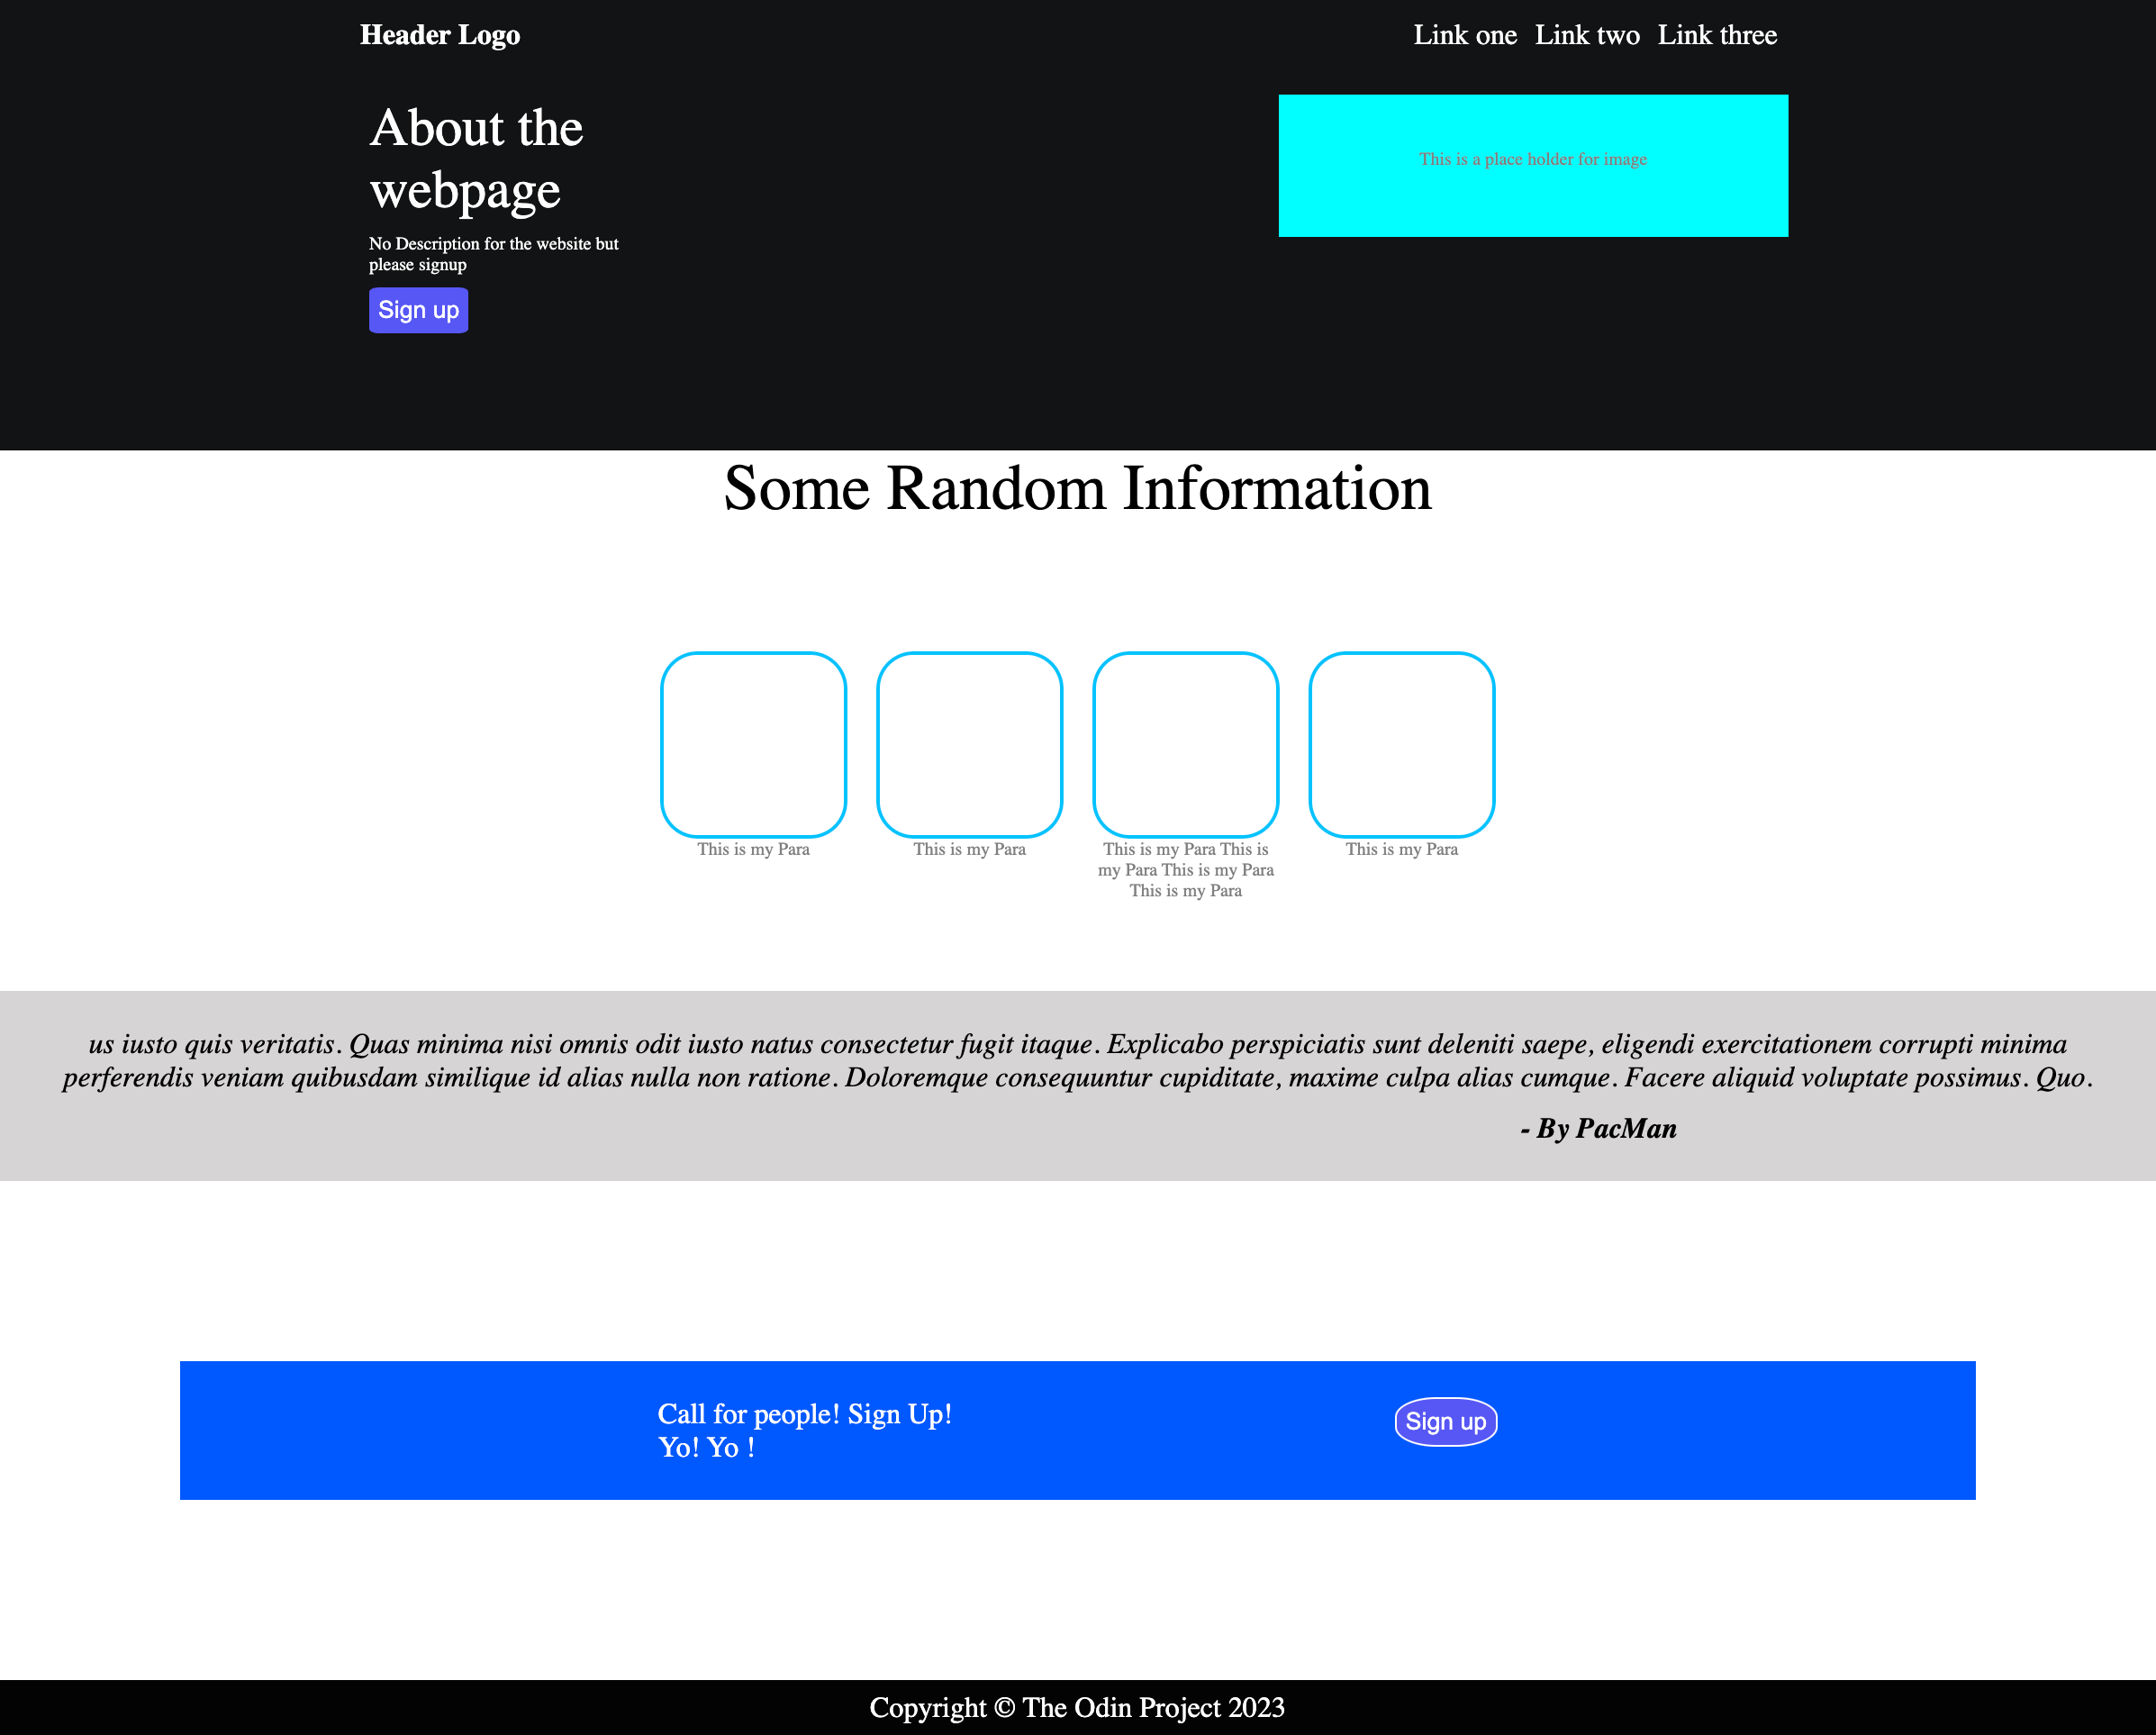 Header Logo
Link one Link two Link three
About the
webpage
No Description for the website but
please signup
Sign up
This is a place holder for image
Some Random Information
This is my Para
This is my Para
This is my Para This is
my Para This is my Para
This is my Para
This is my Para
us iusto quis veritatis. Quas minima nisi omnis odit iusto natus consectetur fugit itaque. Explicabo perspiciatis sunt deleniti saepe, eligendi exercitationem corrupti minima
perferendis veniam quibusdam similique id alias nulla non ratione. Doloremque consequuntur cupiditate, maxime culpa alias cumque. Facere aliquid voluptate possimus. Quo.
- By PacMan
Call for people! Sign Up!
Yo! Yo !
Sign up
Copyright © The Odin Project 2023